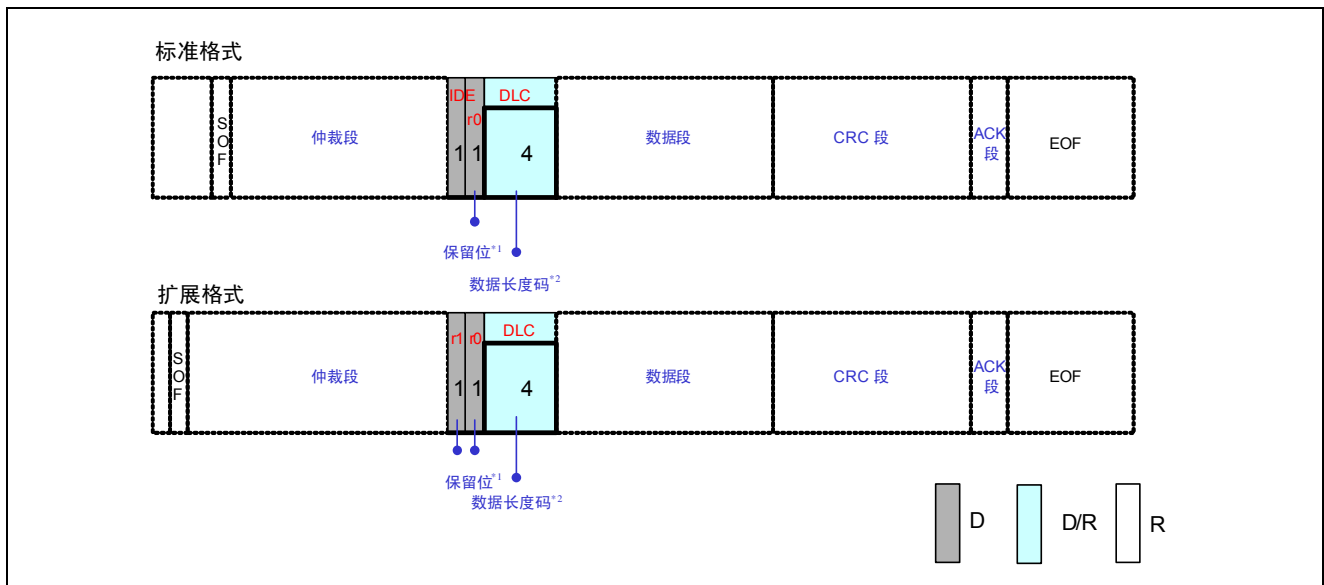 标准格式
SOF
仲裁段
IDE
r0
DLC
1
1
4
数据段
CRC 段
ACK
段
EOF
保留位*1
数据长度码*2
扩展格式
SOF
仲裁段
r1
r0
DLC
1
1
4
数据段
CRC 段
ACK
段
EOF
保留位*1
数据长度码*2
D
D/R
R